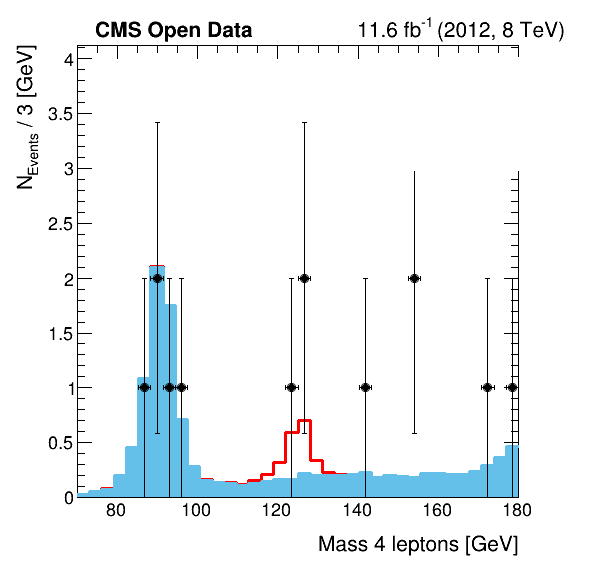 CMS Open Data
11.6 fb-1 (2012, 8 TeV)
NEvents / 3 [GeV]
4
3.5
3
2.5
2
1.5
1
0.5
0
80 100 120 140 160 180
Mass 4 leptons [GeV]